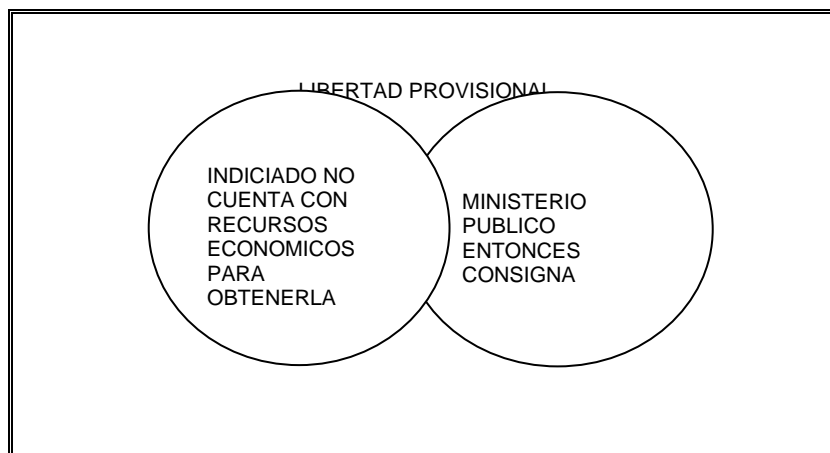 LIBERTAD PROVISIONAL
INDICIADO NO
CUENTA CON
RECURSOS
ECONOMICOS
PARA
OBTENERLA
MINISTERIO
PUBLICO
ENTONCES
CONSIGNA